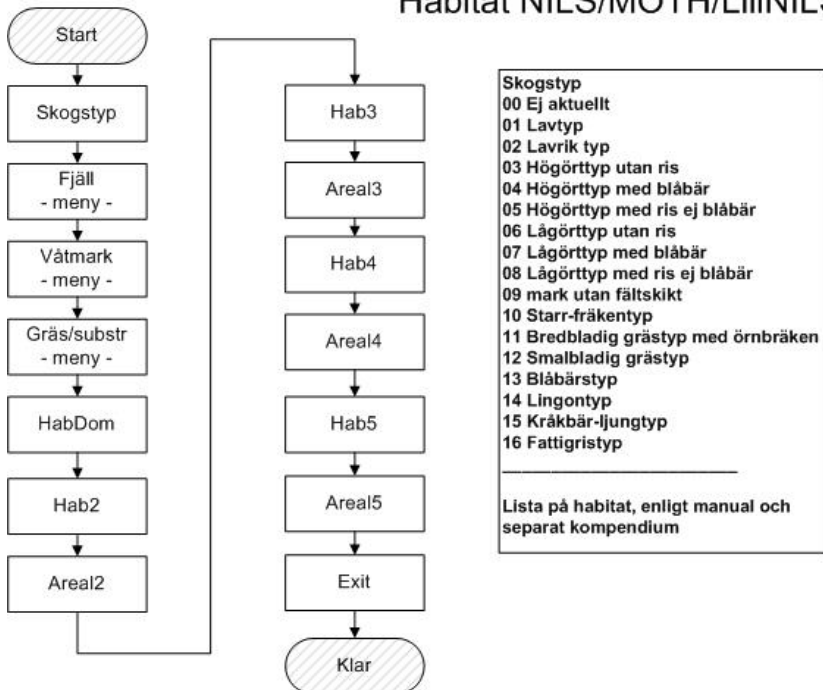 Habitat NILS/MOTH/LillNILS
Start
Skogstyp
Fjäll
- meny -
Våtmark
- meny -
Gräs/substr
- meny -
HabDom
Hab2
Areal2
Hab3
Areal3
Hab4
Areal4
Hab5
Areal5
Exit
Klar
Skogstyp
00 Ej aktuellt
01 Lavtyp
02 Lavrik typ
03 Högörttyp utan ris
04 Högörttyp med blåbär
05 Högörttyp med ris ej blåbär
06 Lågörttyp utan ris
07 Lågörttyp med blåbär
08 Lågörttyp med ris ej blåbär
09 mark utan fältskikt
10 Starr-fräkentyp
11 Bredbladig grästyp med örnbräken
12 Smalbladig grästyp
13 Blåbärstyp
14 Lingontyp
15 Kråkbär-ljungtyp
16 Fattigristyp
Lista på habitat, enligt manual och
separat kompendium